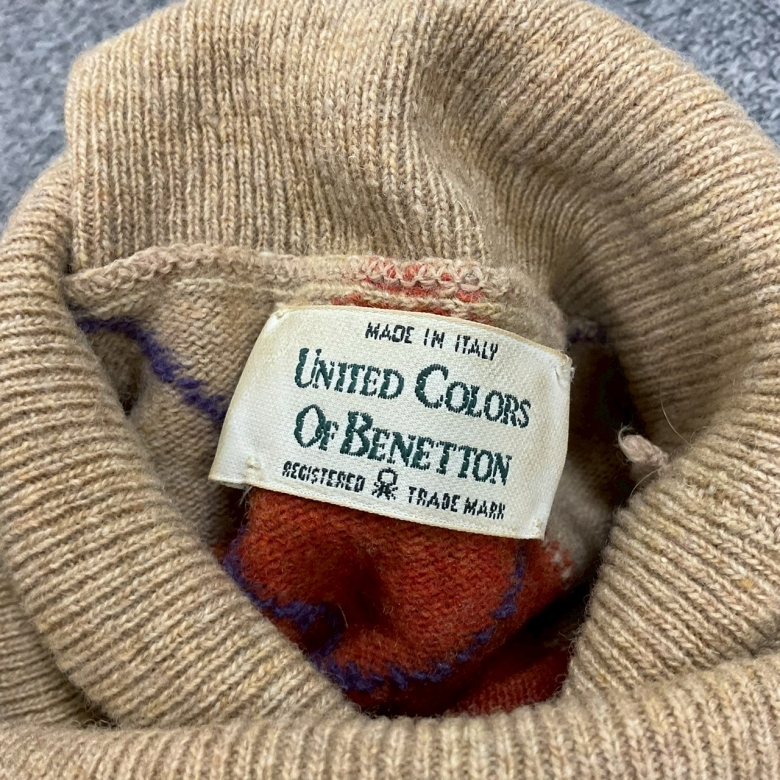 MADE IN ITALY
UNITED COLORS
OF BENETTON
REGISTERED TRADE MARK